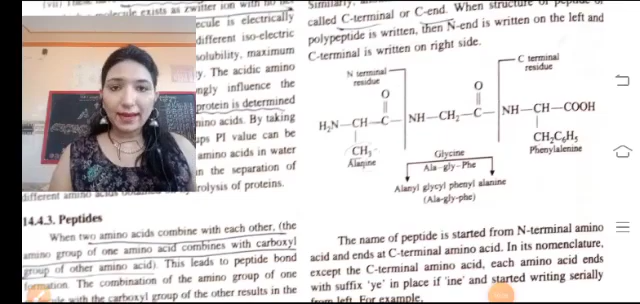 (vii)
molecule exists as zwitter ion with no
ecule is electrically
different iso-electric
solubility, maximum
y. The acidic amino
ngly influence the
protein is determined
mino acids. By taking
ups PI value can be
amino acids in water
in the separation of
different amino acids
rolysis of proteins.
14.4.3. Peptides
When two amino acids combine with each other, (the
amino group of one amino acid combines with carboxyl
group of other amino acid). This leads to peptide bond
formation. The combination of the amino group of one
with the carboxyl group of the other results in the
Similarly,
called C-terminal or C-end. When structure of peptide or
polypeptide is written, then N-end is written on the left and
C-terminal is written on right side.
N terminal
residue
C terminal
residue
O
O
H₂N—CH—C—
NH—CH₂—C—
NH—CH—COOH
CH₃
CH₂C₆H₅
Alanine
Glycine
Phenylalenine
Ala-gly-Phe
Alanyl glycyl phenyl alanine
(Ala-gly-phe)
The name of peptide is started from N-terminal amino
acid and ends at C-terminal amino acid. In its nomenclature,
except the C-terminal amino acid, each amino acid ends
with suffix 'ye' in place if 'ine' and started writing serially
from left. For example,